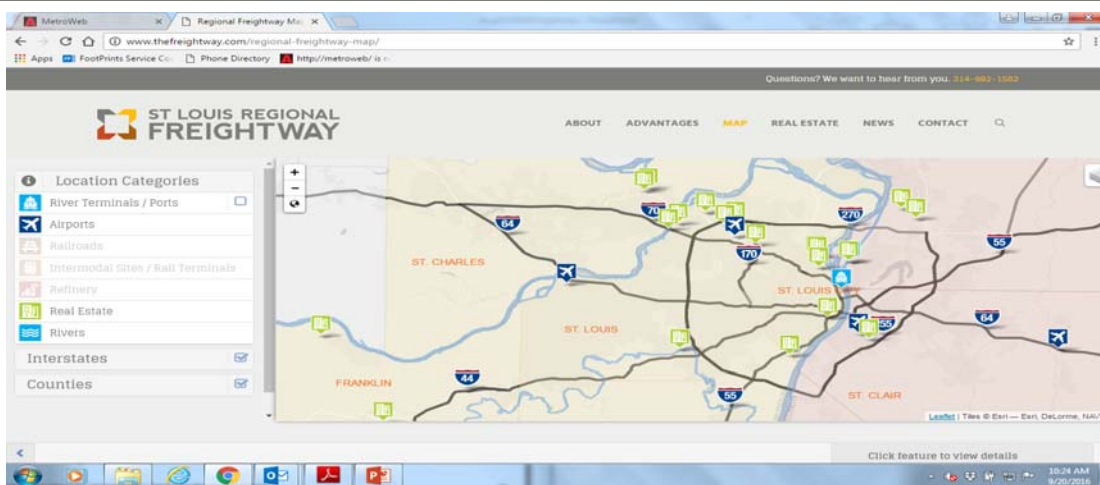 MetroWeb
Regional Freightway Ma
www.thefreightway.com/regional-freightway-map/
Apps FootPrints Service Co Phone Directory http://metroweb/ is n
Questions? We want to hear from you. 314-982-1562
ST LOUIS REGIONAL
FREIGHTWAY
ABOUT ADVANTAGES MAP REAL ESTATE NEWS CONTACT
Location Categories
River Terminals / Ports
Airports
Railroads
Intermodal Sites / Rail Terminals
Refinery
Real Estate
Rivers
Interstates
Counties
+
−
64
70
270
170
55
ST. CHARLES
ST. LOUIS
55
64
ST. LOUIS
FRANKLIN
44
55
ST. CLAIR
Leaflet | Tiles © Esri — Esri, DeLorme, NAV
Click feature to view details
10:24 AM
9/20/2016